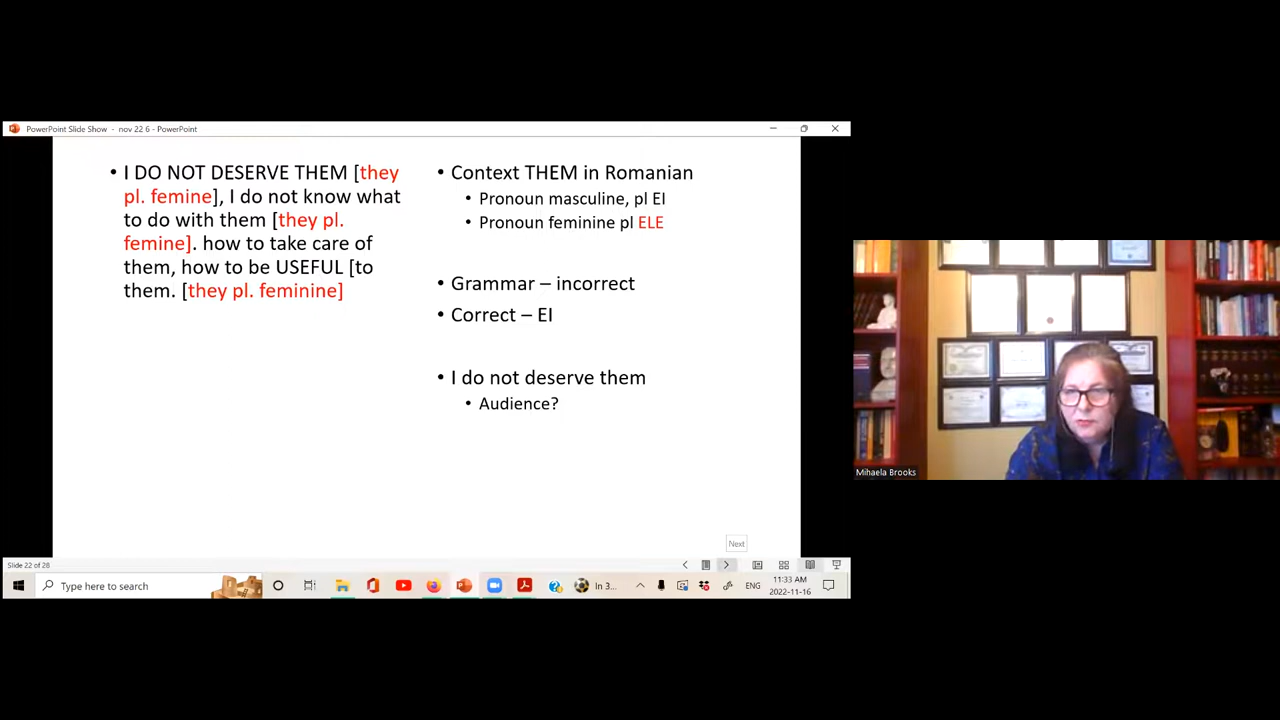 PowerPoint Slide Show - nov 22 6 - PowerPoint
• I DO NOT DESERVE THEM [they
pl. femine], I do not know what
to do with them [they pl.
femine]. how to take care of
them, how to be USEFUL [to
them. [they pl. feminine]
• Context THEM in Romanian
• Pronoun masculine, pl EI
• Pronoun feminine pl ELE
• Grammar – incorrect
• Correct – EI
• I do not deserve them
• Audience?
Mihaela Brooks
Next
Slide 22 of 28
Type here to search
In 3...
ENG
11:33 AM
2022-11-16